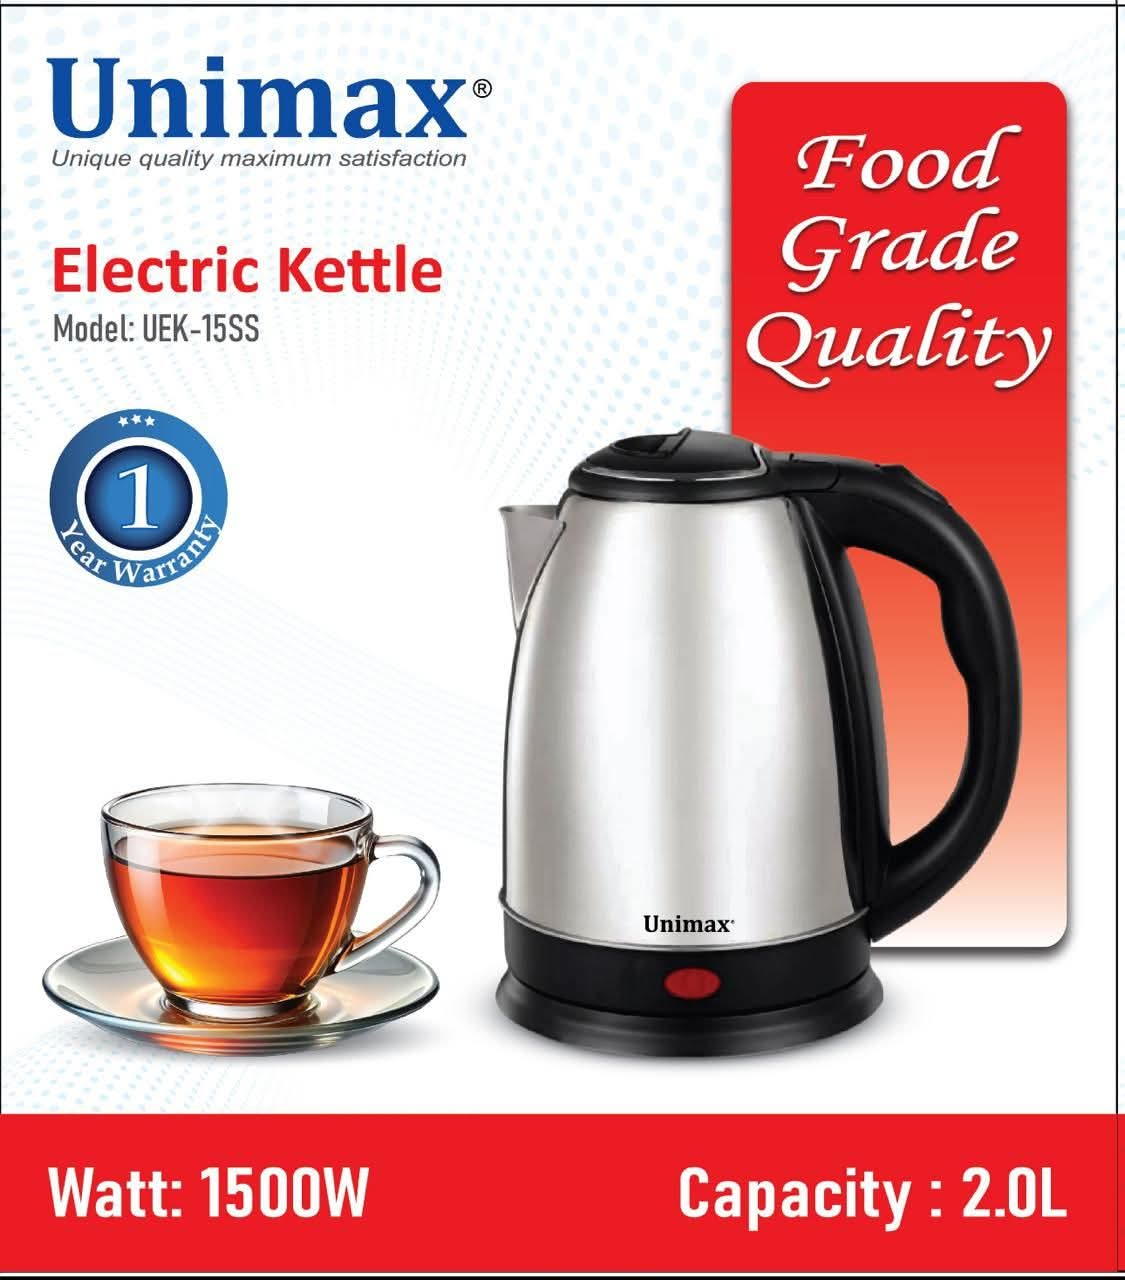 Unimax®
Unique quality maximum satisfaction
Electric Kettle
Model: UEK-15SS
1
Year Warranty
Food
Grade
Quality
Unimax
Watt: 1500W
Capacity : 2.0L